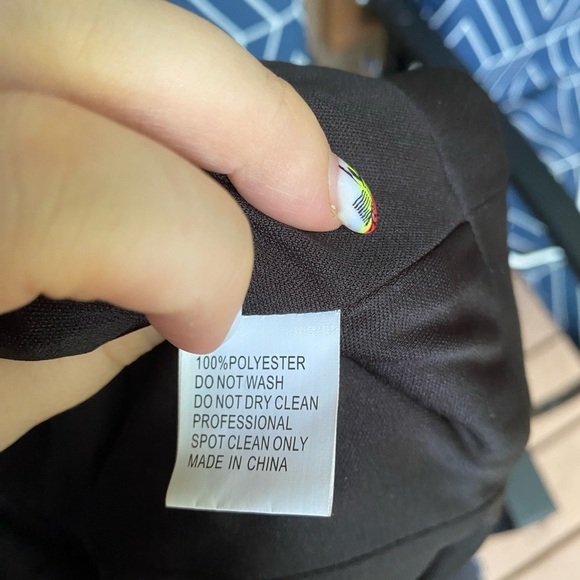 100%POLYESTER
DO NOT WASH
DO NOT DRY CLEAN
PROFESSIONAL
SPOT CLEAN ONLY
MADE IN CHINA